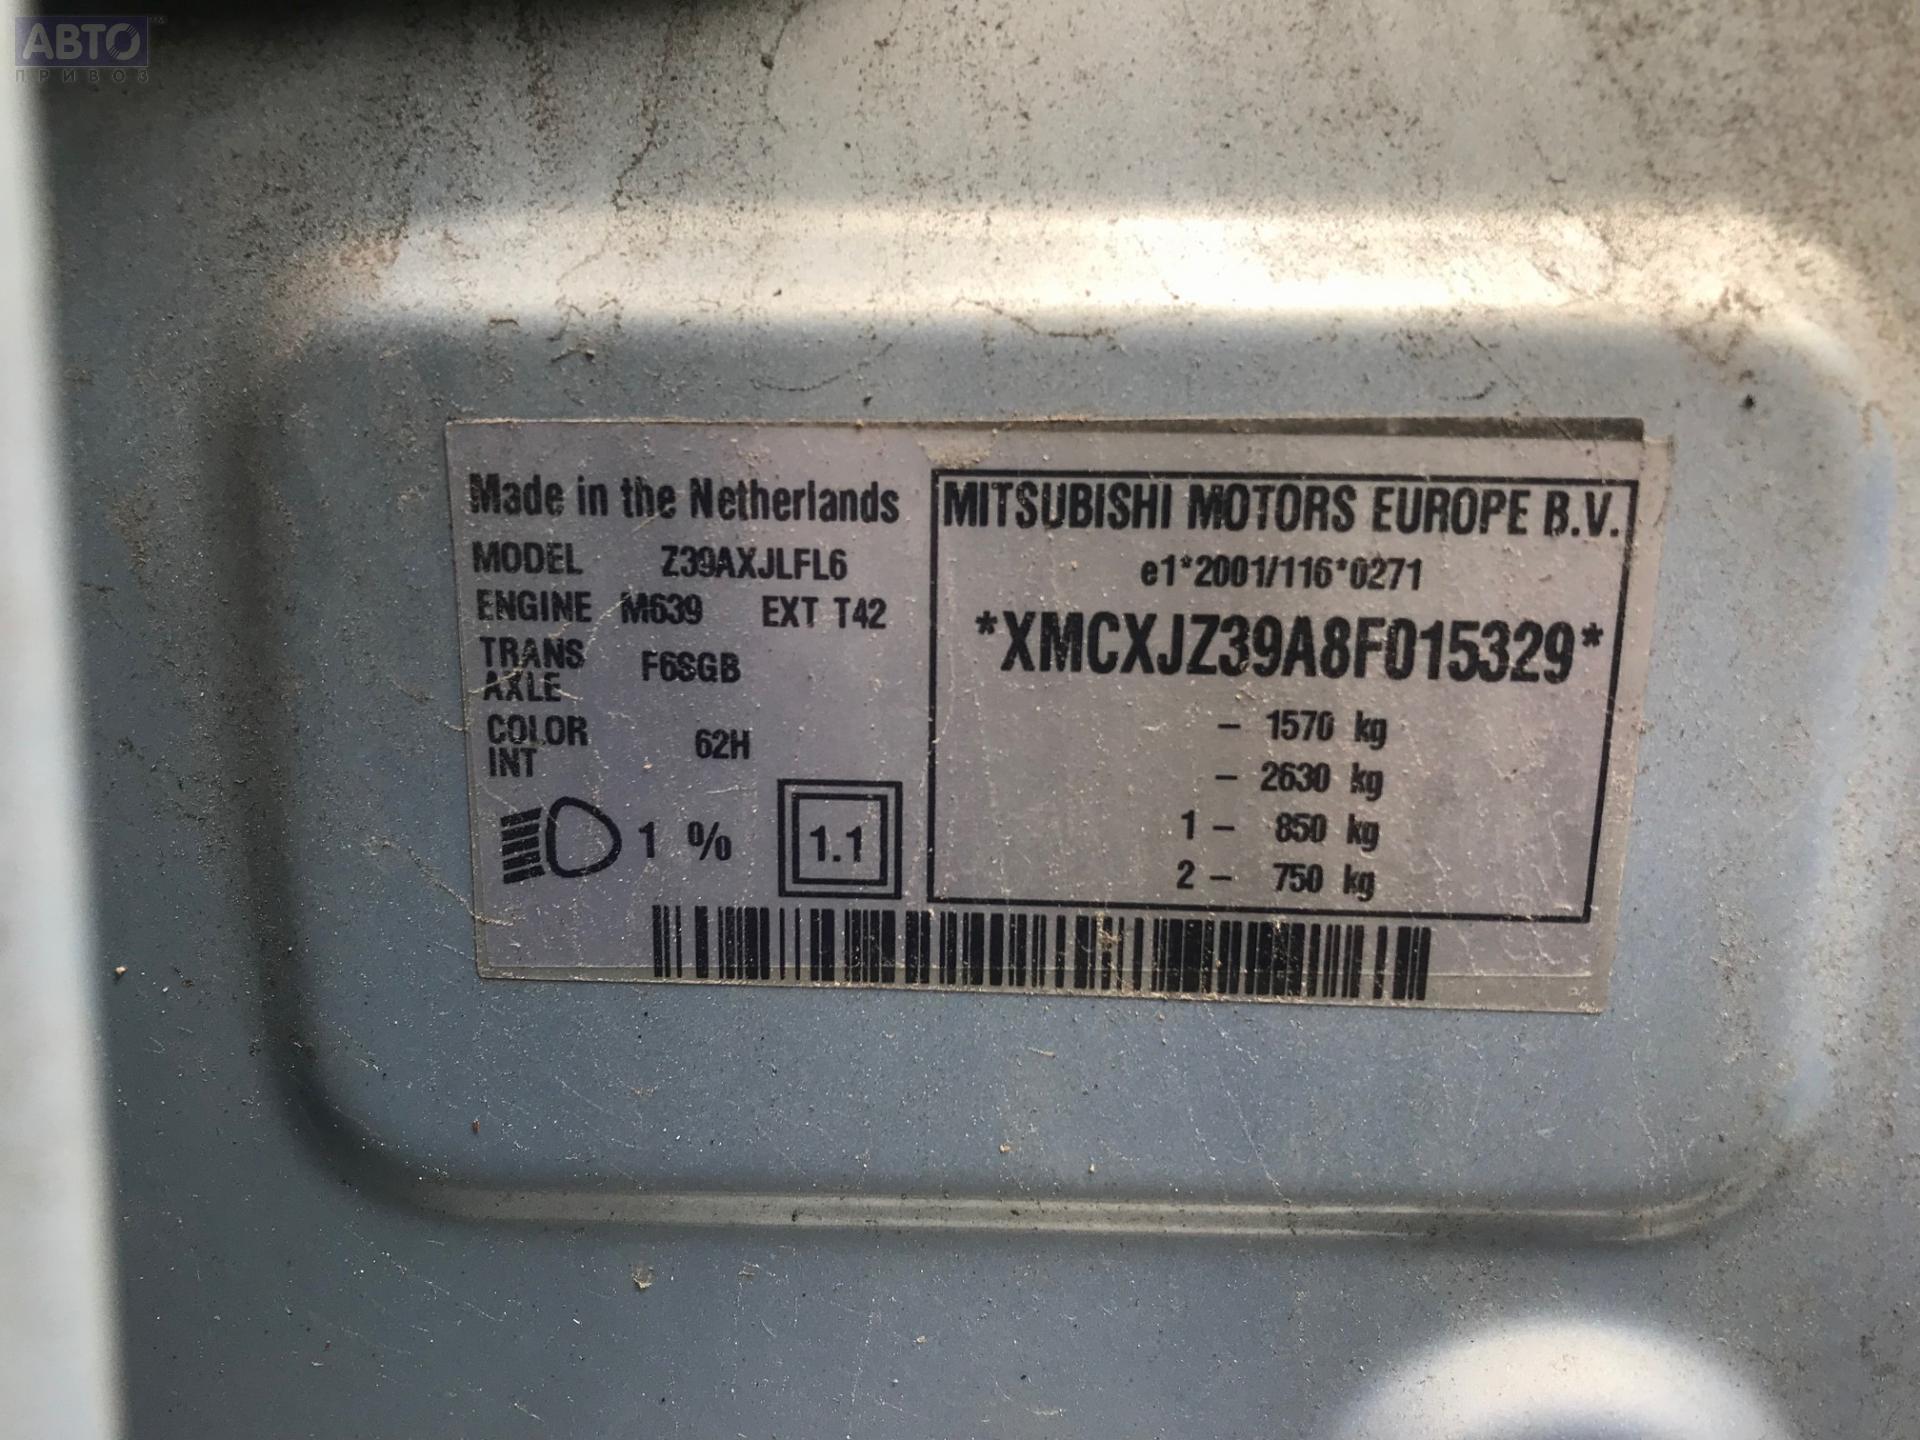 АВТО
ПРИВОЗ
Made in the Netherlands
MODEL Z39AXJLFL6
ENGINE M639 EXT T42
TRANS AXLE F6SGB
COLOR INT 62H
1 %
1.1
MITSUBISHI MOTORS EUROPE B.V.
e1*2001/116*0271
*XMCXJZ39A8F015329*
- 1570 kg
- 2630 kg
1 - 850 kg
2 - 750 kg